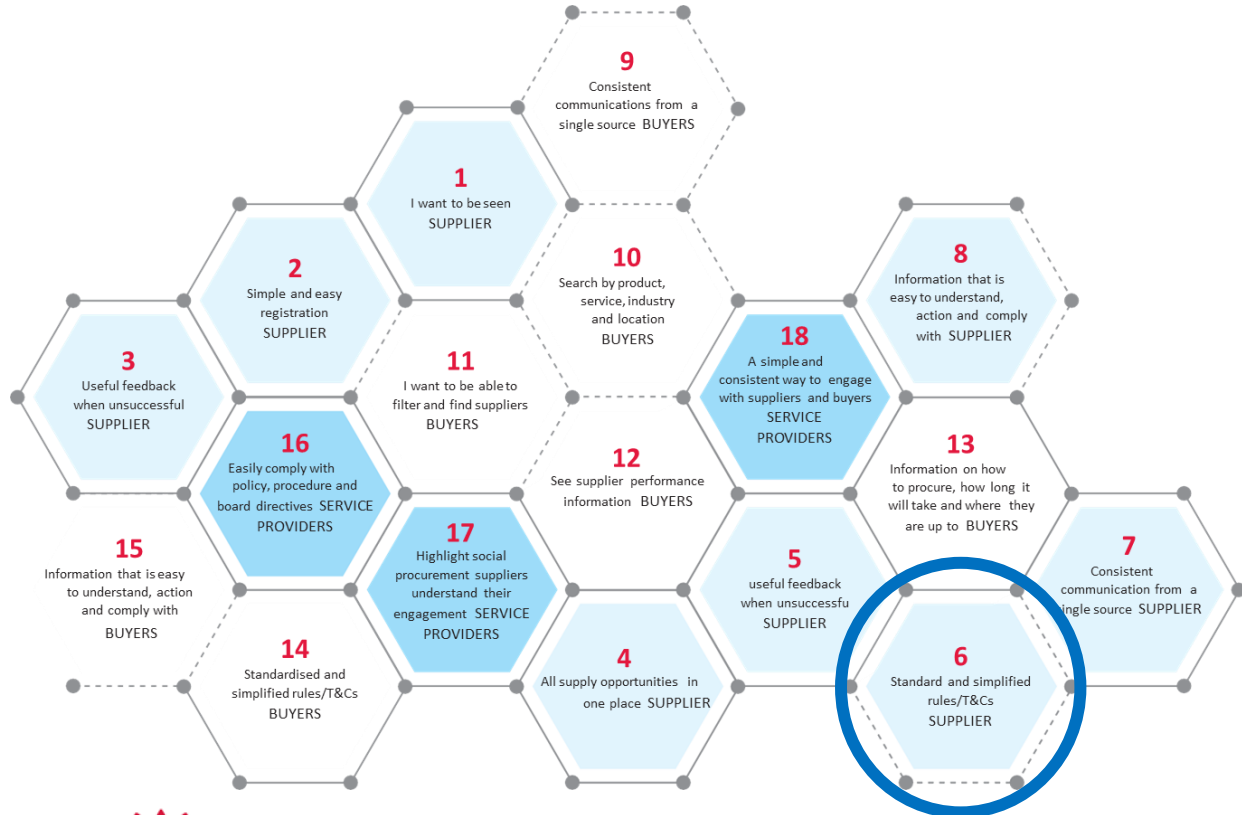 9
Consistent
communications from a
single source BUYERS
1
I want to be seen
SUPPLIER
2
Simple and easy
registration
SUPPLIER
10
Search by product,
service, industry
and location
BUYERS
8
Information that is
easy to understand,
action and comply
with SUPPLIER
3
Useful feedback
when unsuccessful
SUPPLIER
11
I want to be able to
filter and find suppliers
BUYERS
18
A simple and
consistent way to engage
with suppliers and buyers
SERVICE
PROVIDERS
16
Easily comply with
policy, procedure and
board directives SERVICE
PROVIDERS
12
See supplier performance
information BUYERS
13
Information on how
to procure, how long it
will take and where they
are up to BUYERS
15
Information that is easy
to understand, action
and comply with
BUYERS
17
Highlight social
procurement suppliers
understand their
engagement SERVICE
PROVIDERS
5
useful feedback
when unsuccessfu
SUPPLIER
7
Consistent
communication from a
single source SUPPLIER
14
Standardised and
simplified rules/T&Cs
BUYERS
4
All supply opportunities in
one place SUPPLIER
6
Standard and simplified
rules/T&Cs
SUPPLIER